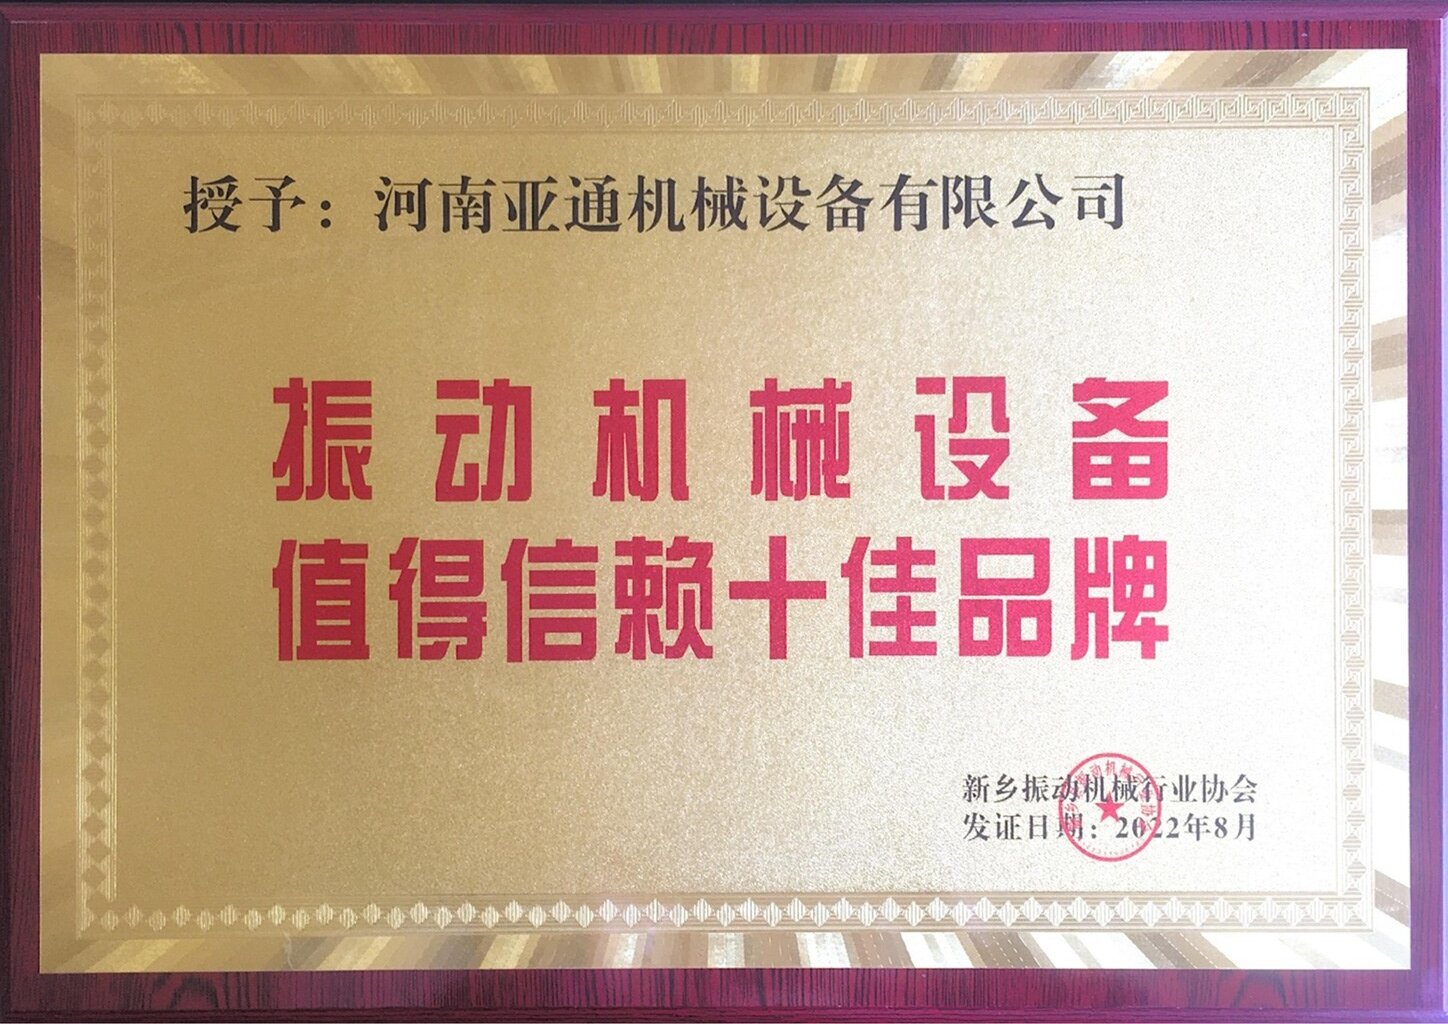 授予：河南亚通机械设备有限公司
振动机械设备
值得信赖十佳品牌
新乡振动机械行业协会
发证日期：2022年8月